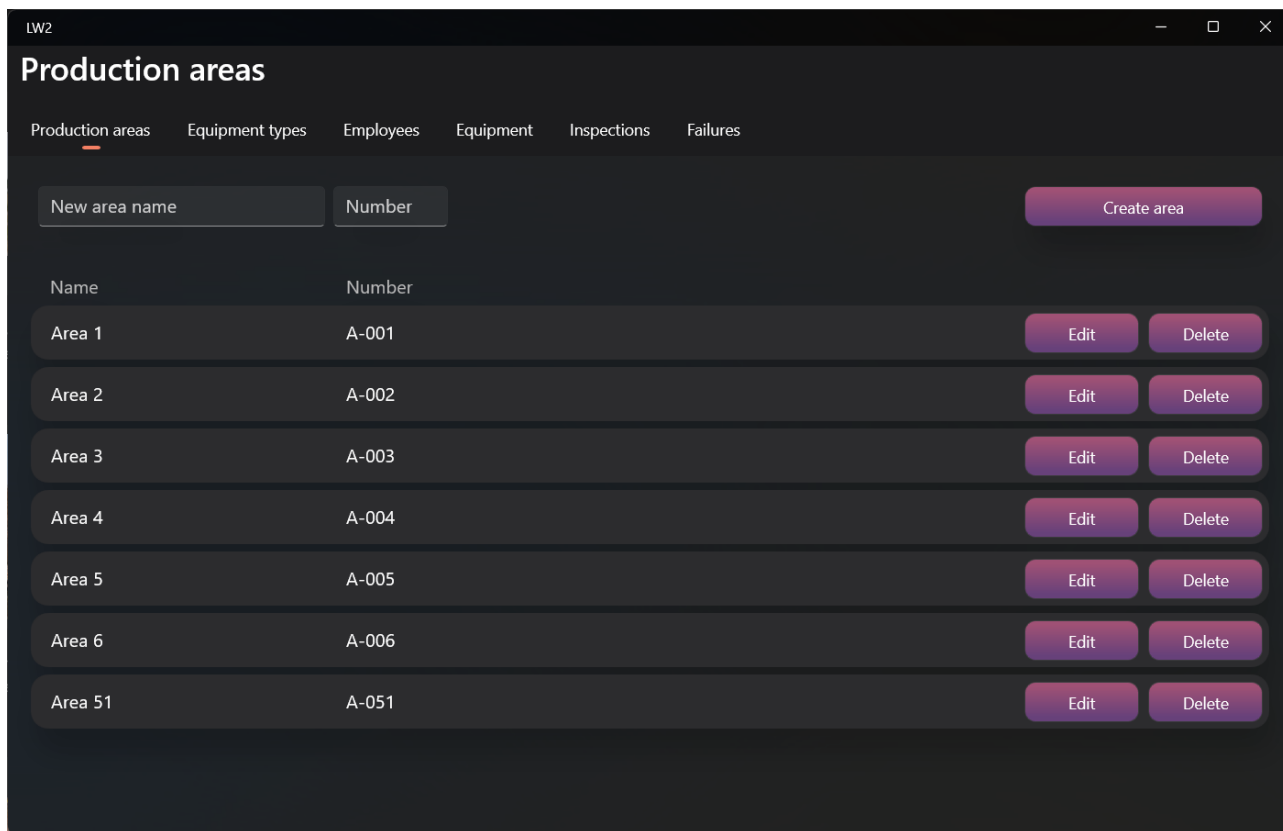 LW2
Production areas
Production areas Equipment types Employees Equipment Inspections Failures
New area name Number Create area
Name Number
Area 1 A-001 Edit Delete
Area 2 A-002 Edit Delete
Area 3 A-003 Edit Delete
Area 4 A-004 Edit Delete
Area 5 A-005 Edit Delete
Area 6 A-006 Edit Delete
Area 51 A-051 Edit Delete